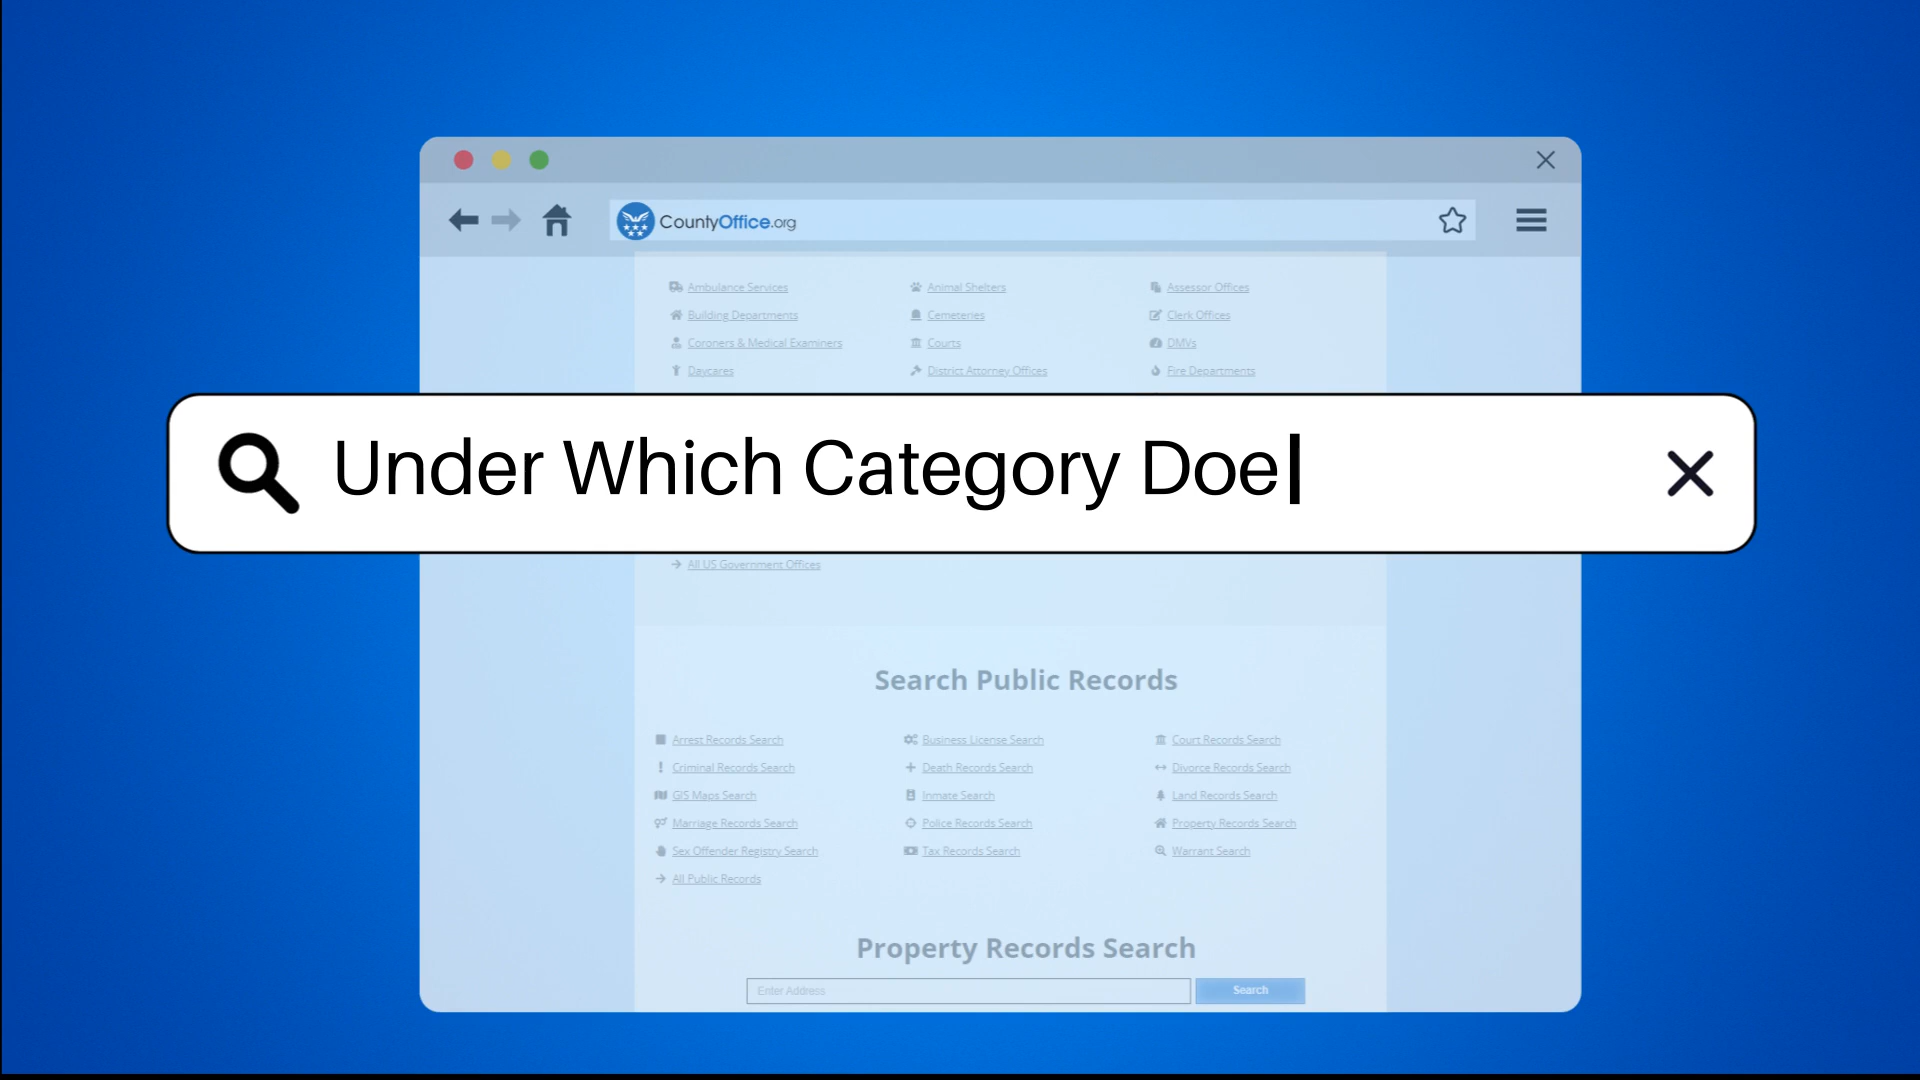 CountyOffice.org
Ambulance Services Animal Shelters Assessor Offices
Building Departments Cemeteries Clerk Offices
Coroners & Medical Examiners Courts DMVs
Daycares District Attorney Offices Fire Departments
Under Which Category Doe
All US Government Offices
Search Public Records
Arrest Records Search Business License Search Court Records Search
Criminal Records Search Death Records Search Divorce Records Search
GIS Maps Search Inmate Search Land Records Search
Marriage Records Search Police Records Search Property Records Search
Sex Offender Registry Search Tax Records Search Warrant Search
All Public Records
Property Records Search
Enter Address Search